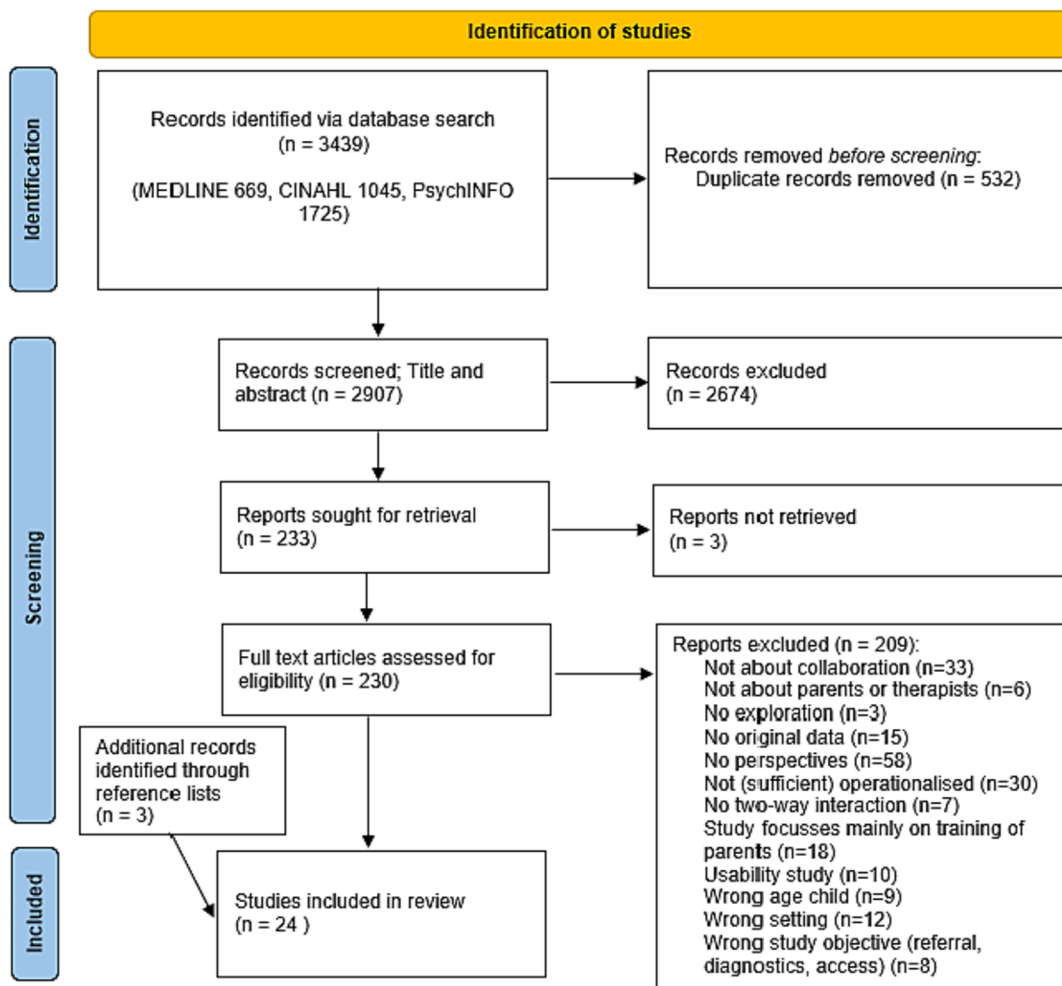 Identification of studies
Identification
Records identified via database search
(n = 3439)
(MEDLINE 669, CINAHL 1045, PsychINFO
1725)
Records removed before screening:
Duplicate records removed (n = 532)
Screening
Records screened; Title and
abstract (n = 2907)
Records excluded
(n = 2674)
Reports sought for retrieval
(n = 233)
Reports not retrieved
(n = 3)
Full text articles assessed for
eligibility (n = 230)
Reports excluded (n = 209):
Not about collaboration (n=33)
Not about parents or therapists (n=6)
No exploration (n=3)
No original data (n=15)
No perspectives (n=58)
Not (sufficient) operationalised (n=30)
No two-way interaction (n=7)
Study focusses mainly on training of
parents (n=18)
Usability study (n=10)
Wrong age child (n=9)
Wrong setting (n=12)
Wrong study objective (referral,
diagnostics, access) (n=8)
Additional records
identified through
reference lists
(n = 3)
Included
Studies included in review
(n = 24 )